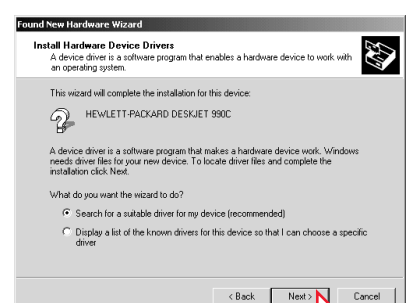 Found New Hardware Wizard
Install Hardware Device Drivers
A device driver is a software program that enables a hardware device to work with
an operating system.
This wizard will complete the installation for this device:
HEWLETT-PACKARD DESKJET 990C
A device driver is a software program that makes a hardware device work. Windows
needs driver files for your new device. To locate driver files and complete the
installation click Next.
What do you want the wizard to do?
Search for a suitable driver for my device (recommended)
Display a list of the known drivers for this device so that I can choose a specific
driver
< Back Next > Cancel